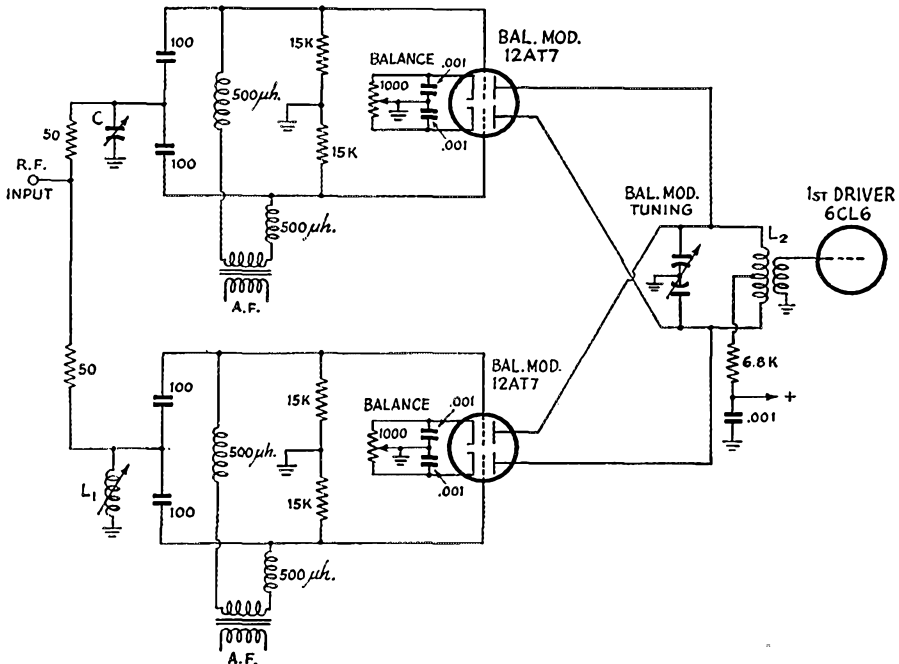 100
15K
BAL. MOD.
12AT7
BALANCE
.001
1000
500µh.
C
50
R.F.
INPUT
100
15K
.001
500µh.
A.F.
BAL. MOD.
TUNING
1ST DRIVER
6CL6
L2
6.8K
+
.001
50
BAL. MOD.
12AT7
100
15K
BALANCE
.001
1000
500µh.
L1
100
15K
.001
500µh.
A.F.